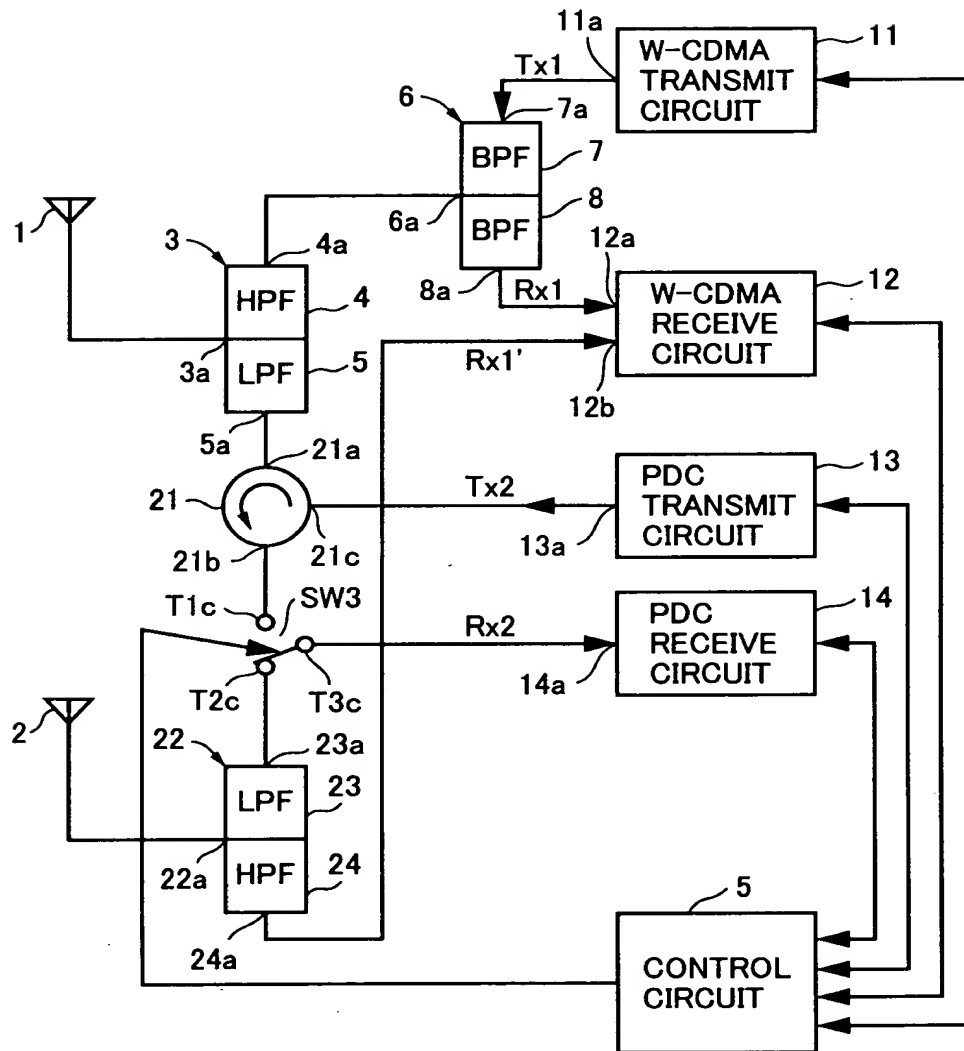 11a
11
W-CDMA
TRANSMIT
CIRCUIT
Tx1
6
7a
BPF
7
8
BPF
6a
8a
Rx1
1
3
4a
HPF
4
3a
LPF
5
5a
12a
12
W-CDMA
RECEIVE
CIRCUIT
Rx1'
12b
21a
21
21b
21c
Tx2
13
PDC
TRANSMIT
CIRCUIT
13a
T1c
SW3
T2c
T3c
Rx2
14
PDC
RECEIVE
CIRCUIT
14a
2
22
23a
LPF
23
22a
HPF
24
24a
5
CONTROL
CIRCUIT